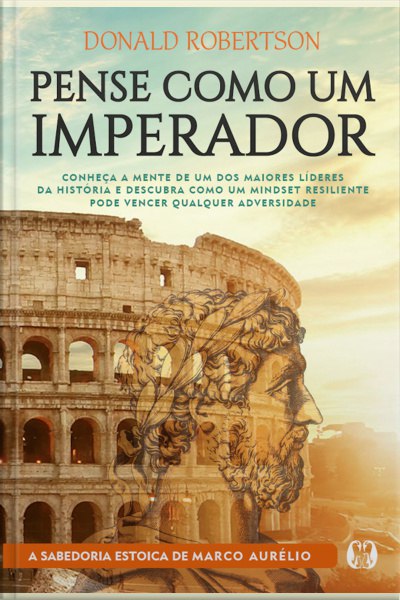 DONALD ROBERTSON
PENSE COMO UM
IMPERADOR
CONHEÇA A MENTE DE UM DOS MAIORES LÍDERES
DA HISTÓRIA E DESCUBRA COMO UM MINDSET RESILIENTE
PODE VENCER QUALQUER ADVERSIDADE
A SABEDORIA ESTOICA DE MARCO AURÉLIO